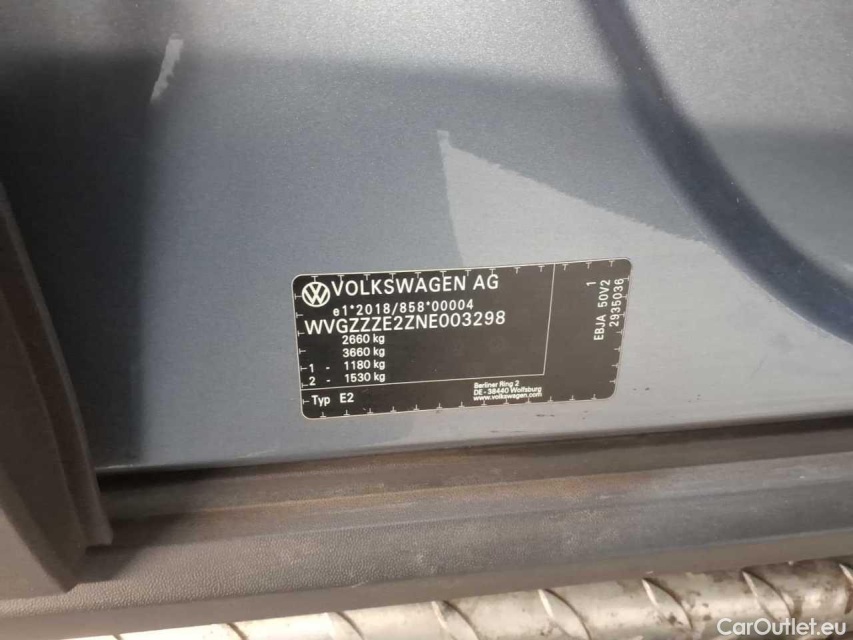 VOLKSWAGEN AG
e1*2018/858*00004
WVGZZZE2ZNE003298
2660 kg
3660 kg
1 - 1180 kg
2 - 1530 kg
Typ E2
Berliner Ring 2
DE - 38440 Wolfsburg
www.volkswagen.com
1
EBJA 50V2
2935036
CarOutlet.eu